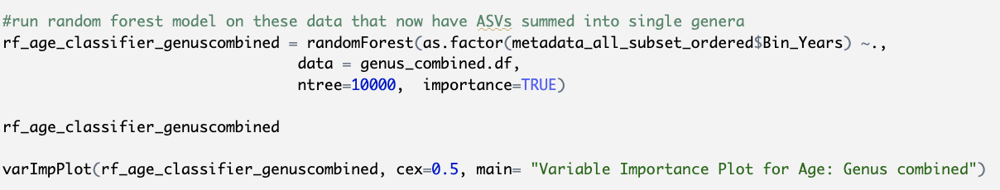 #run random forest model on these data that now have ASVs summed into single genera
rf_age_classifier_genuscombined = randomForest(as.factor(metadata_all_subset_ordered$Bin_Years) ~.,
data = genus_combined.df,
ntree=10000,  importance=TRUE)
rf_age_classifier_genuscombined
varImpPlot(rf_age_classifier_genuscombined, cex=0.5, main= "Variable Importance Plot for Age: Genus combined")